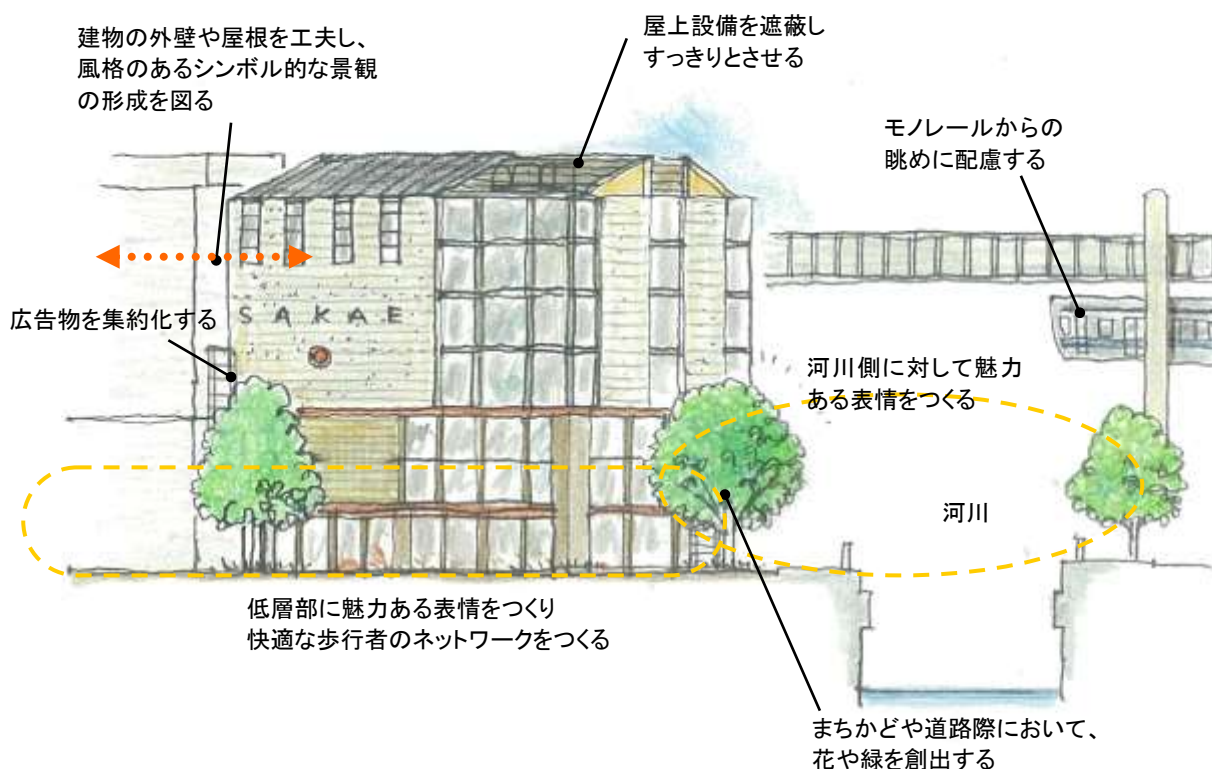 建物の外壁や屋根を工夫し、
風格のあるシンボル的な景観
の形成を図る
屋上設備を遮蔽し
すっきりとさせる
モノレールからの
眺めに配慮する
広告物を集約化する
SAKAE
河川側に対して魅力
ある表情をつくる
河川
低層部に魅力ある表情をつくり
快適な歩行者のネットワークをつくる
まちかどや道路際において、
花や緑を創出する